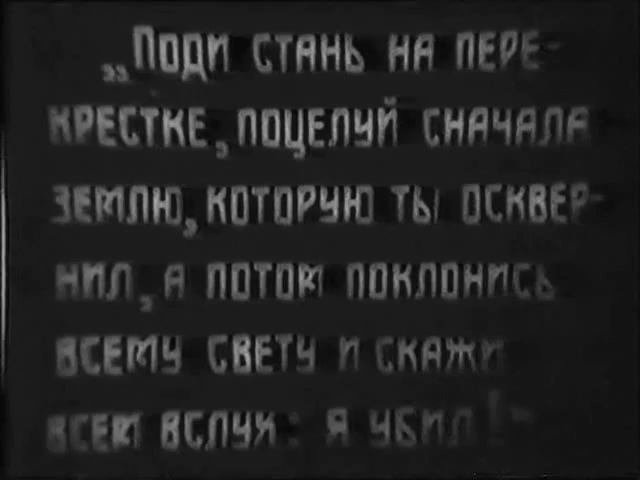 „Поди стань на пере-
крестке, поцелуй сначала
землю, которую ты осквер-
нил, а потом поклонись
всему свету и скажи
всем вслух: я убил!“